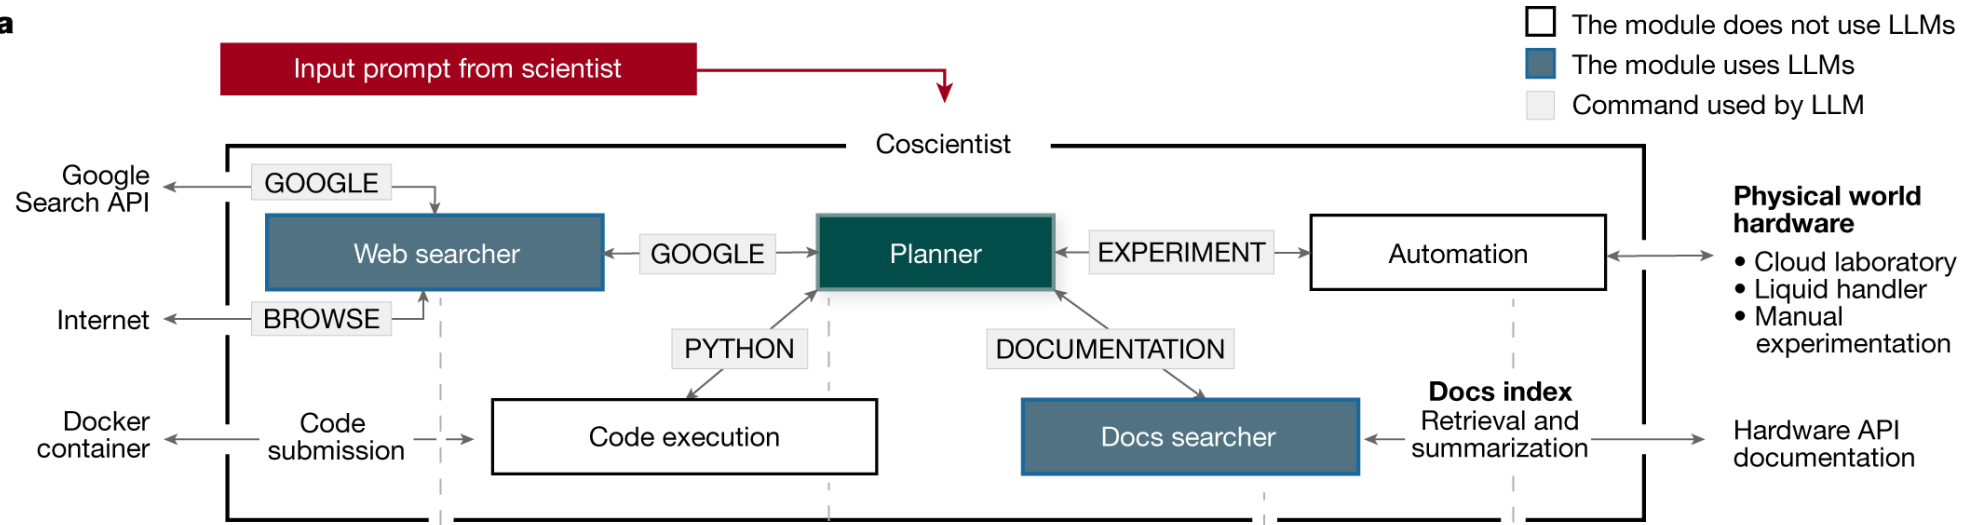 a
The module does not use LLMs
The module uses LLMs
Command used by LLM
Input prompt from scientist
Coscientist
Google
Search API
GOOGLE
Web searcher
GOOGLE
Planner
EXPERIMENT
Automation
Physical world
hardware
• Cloud laboratory
• Liquid handler
• Manual
experimentation
Internet
BROWSE
PYTHON
DOCUMENTATION
Docker
container
Code
submission
Code execution
Docs searcher
Docs index
Retrieval and
summarization
Hardware API
documentation